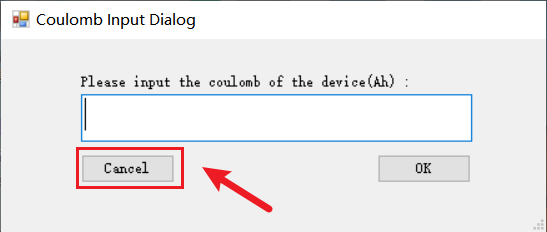 Coulomb Input Dialog
Please input the coulomb of the device(Ah) :
Cancel
OK